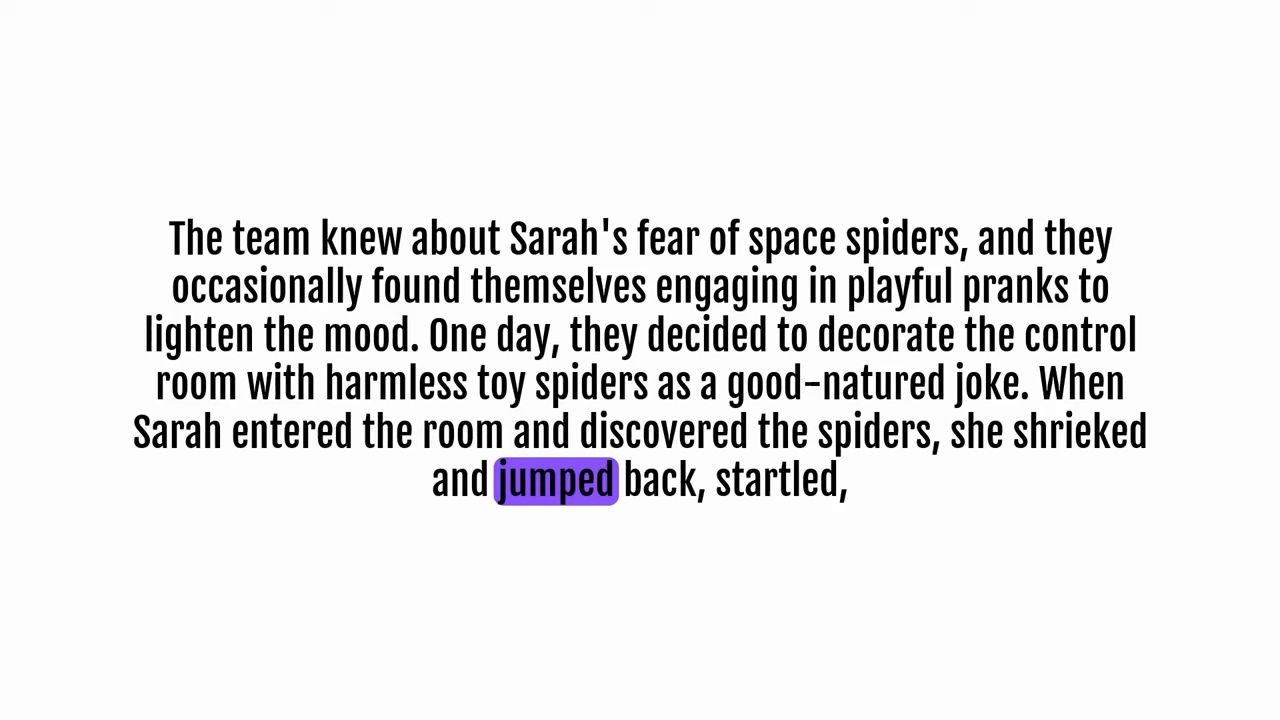 The team knew about Sarah's fear of space spiders, and they
occasionally found themselves engaging in playful pranks to
lighten the mood. One day, they decided to decorate the control
room with harmless toy spiders as a good-natured joke. When
Sarah entered the room and discovered the spiders, she shrieked
and jumped back, startled,